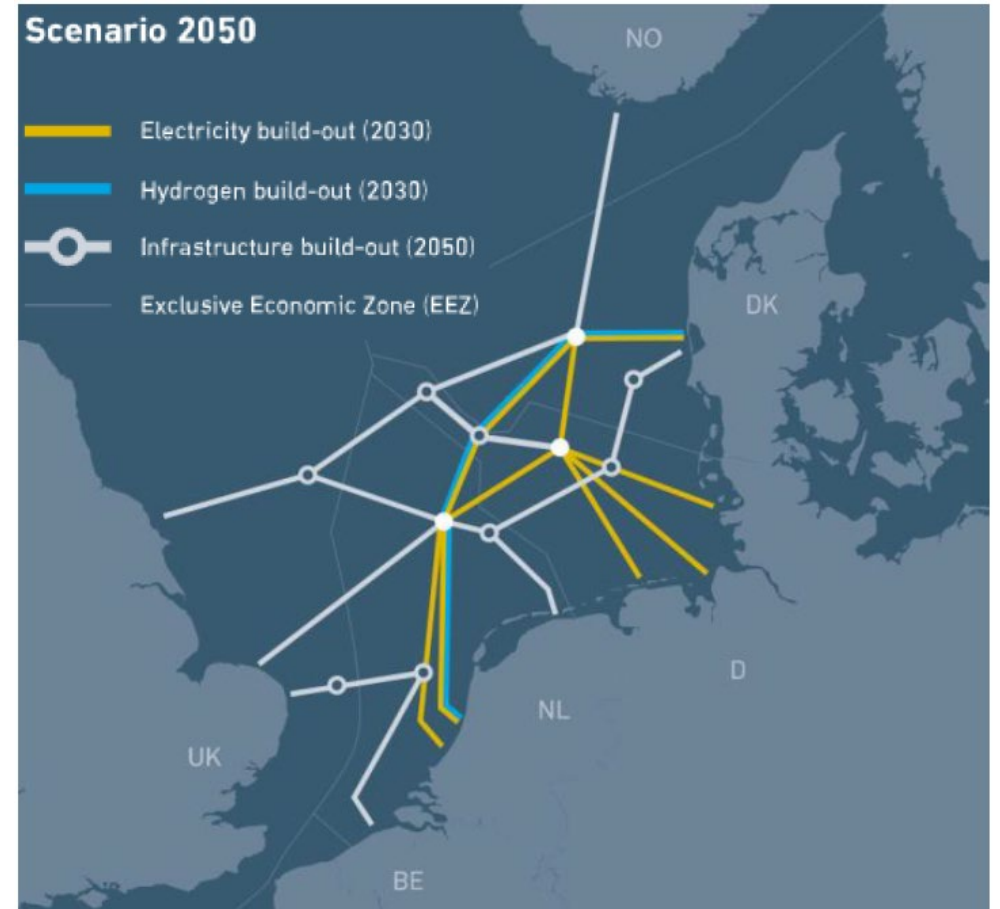 Scenario 2050
NO
Electricity build-out (2030)
Hydrogen build-out (2030)
Infrastructure build-out (2050)
Exclusive Economic Zone (EEZ)
DK
D
NL
UK
BE